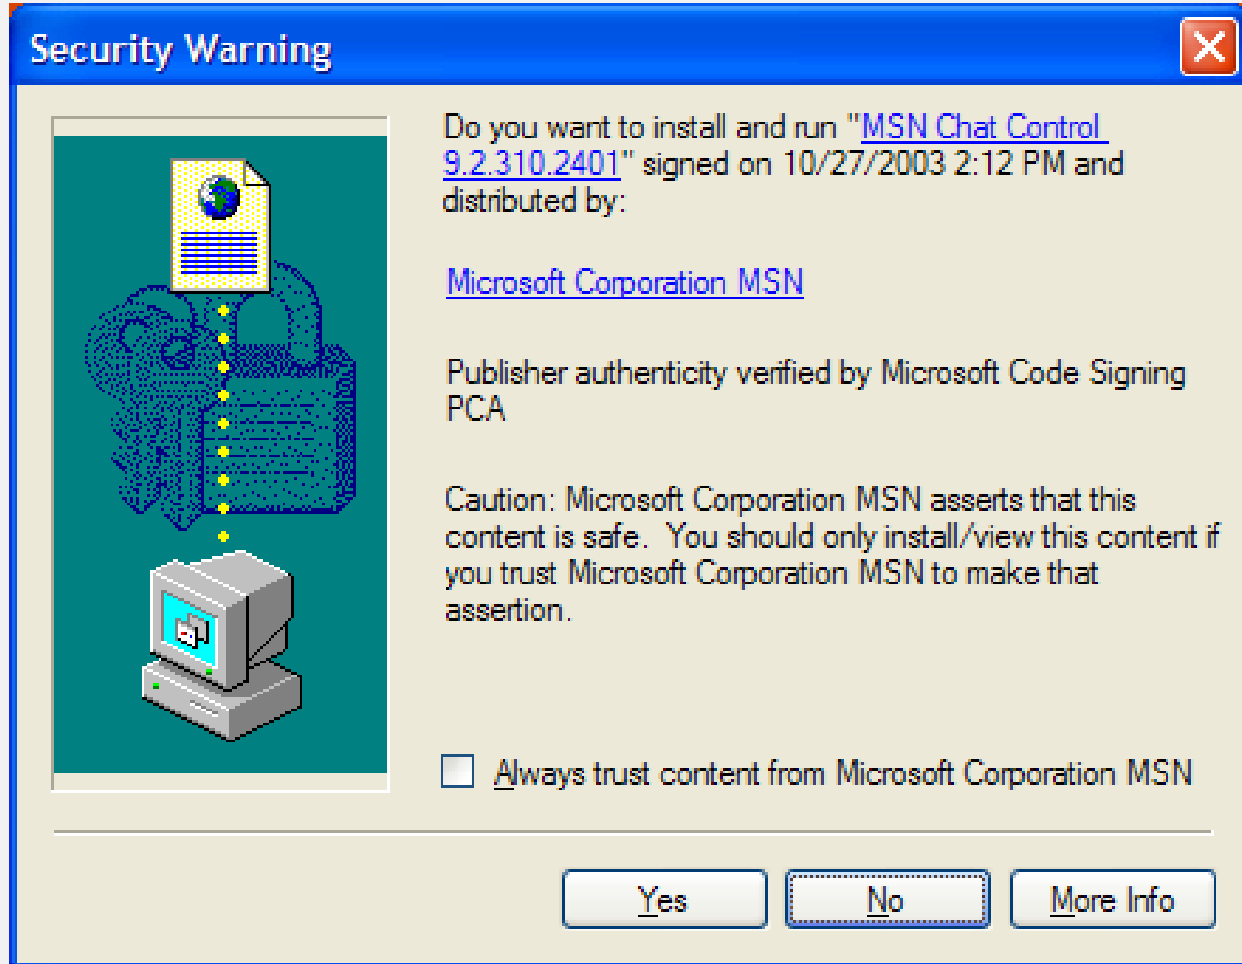 Security Warning
Do you want to install and run "MSN Chat Control
9.2.310.2401" signed on 10/27/2003 2:12 PM and
distributed by:
Microsoft Corporation MSN
Publisher authenticity verified by Microsoft Code Signing
PCA
Caution: Microsoft Corporation MSN asserts that this
content is safe.  You should only install/view this content if
you trust Microsoft Corporation MSN to make that
assertion.
Always trust content from Microsoft Corporation MSN
Yes
No
More Info